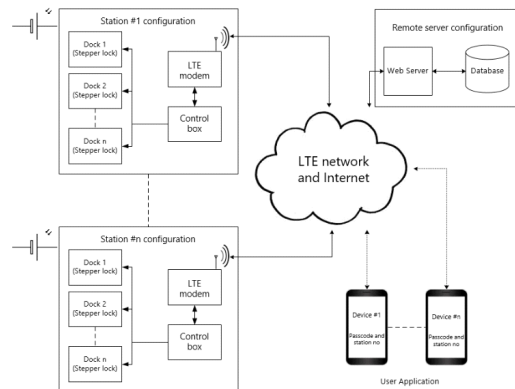 Station #1 configuration
Dock 1
(Stepper lock)
Dock 2
(Stepper lock)
Dock n
(Stepper lock)
LTE
modem
Control
box
Remote server configuration
Web Server
Database
LTE network
and Internet
Station #n configuration
Dock 1
(Stepper lock)
Dock 2
(Stepper lock)
Dock n
(Stepper lock)
LTE
modem
Control
box
Device #1
Passcode and
station no
Device #n
Passcode and
station no
User Application